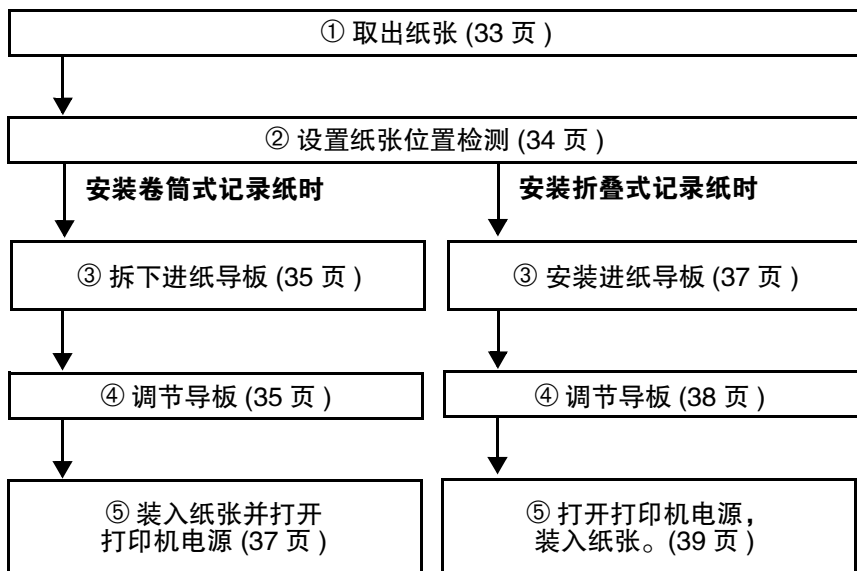 ① 取出纸张 (33 页 )
② 设置纸张位置检测 (34 页 )
安装卷筒式记录纸时
安装折叠式记录纸时
③ 拆下进纸导板 (35 页 )
③ 安装进纸导板 (37 页 )
④ 调节导板 (35 页 )
④ 调节导板 (38 页 )
⑤ 装入纸张并打开
打印机电源 (37 页 )
⑤ 打开打印机电源，
装入纸张。(39 页 )